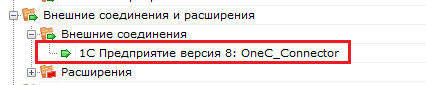 Внешние соединения и расширения
Внешние соединения
1С Предприятие версия 8: OneC_Connector
Расширения